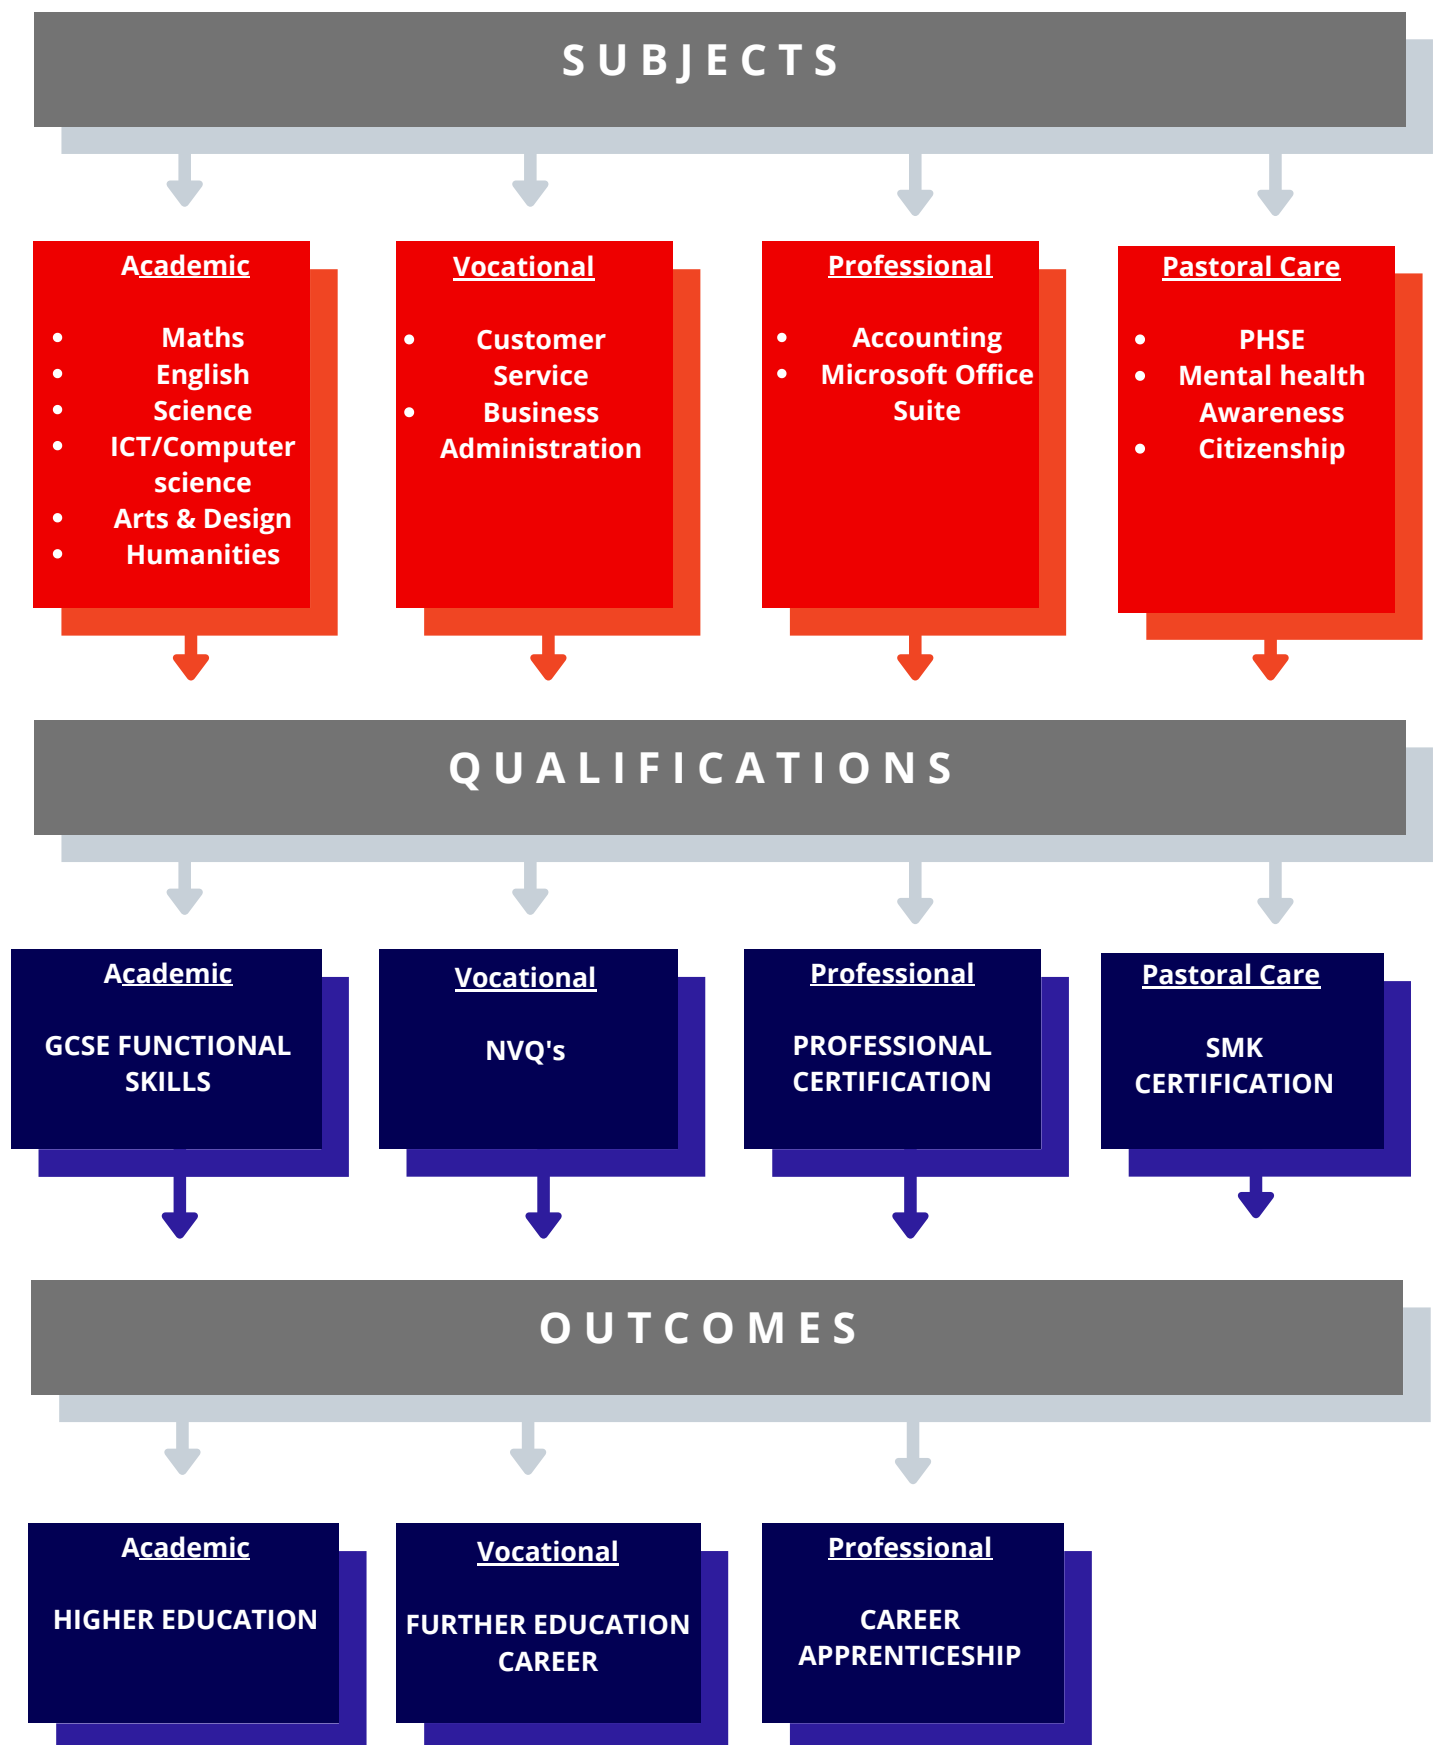 SUBJECTS
Academic
• Maths
• English
• Science
• ICT/Computer
science
• Arts & Design
• Humanities
Vocational
• Customer
Service
• Business
Administration
Professional
• Accounting
• Microsoft Office
Suite
Pastoral Care
• PHSE
• Mental health
Awareness
• Citizenship
QUALIFICATIONS
Academic
GCSE FUNCTIONAL
SKILLS
Vocational
NVQ's
Professional
PROFESSIONAL
CERTIFICATION
Pastoral Care
SMK
CERTIFICATION
OUTCOMES
Academic
HIGHER EDUCATION
Vocational
FURTHER EDUCATION
CAREER
Professional
CAREER
APPRENTICESHIP